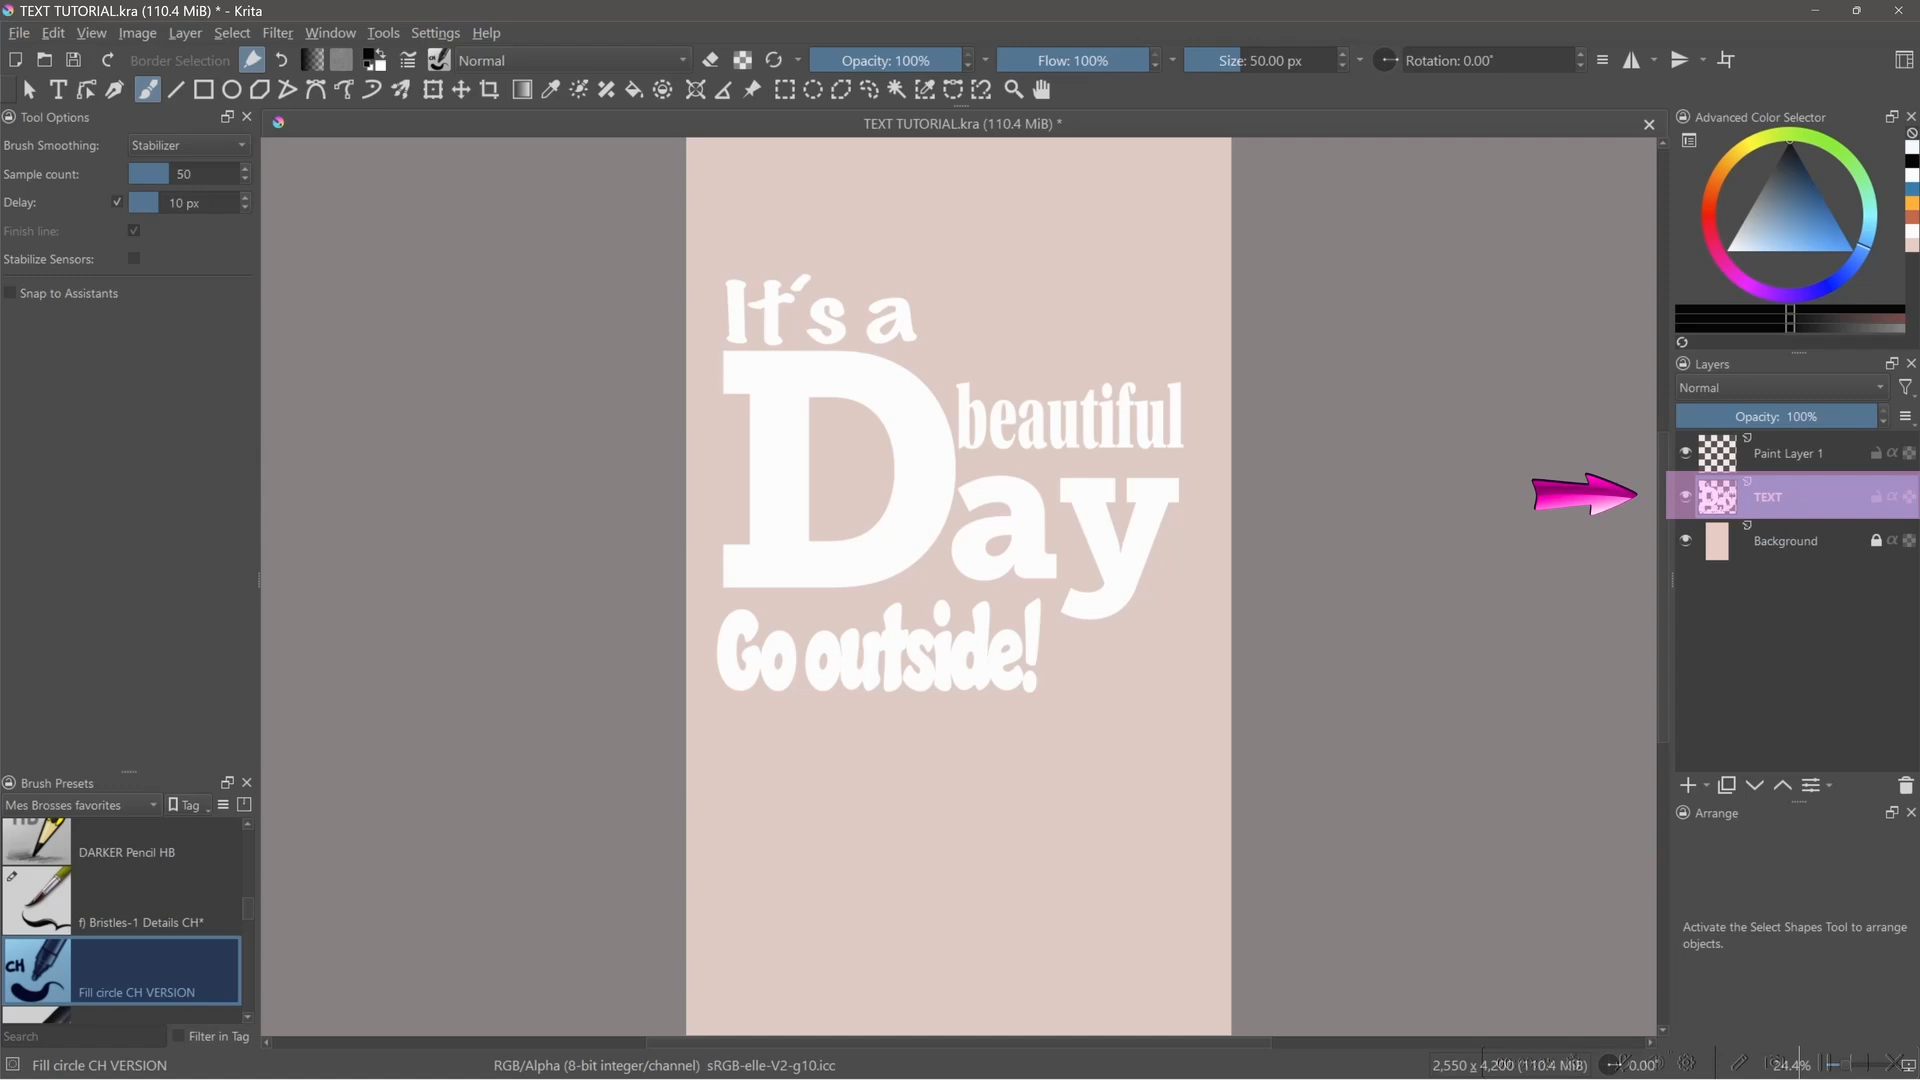 TEXT TUTORIAL.kra (110.4 MiB) * - Krita
File Edit View Image Layer Select Filter Tools Settings Window Help
Border Selection Normal Opacity: 100% Flow: 100% Size: 50.00 px Rotation: 0.00°
Tool Options
TEXT TUTORIAL.kra (110.4 MiB) *
Advanced Color Selector
Brush Smoothing: Stabilizer
Sample count: 50
Delay: 10 px
Finish line:
Stabilize Sensors:
Snap to Assistants
It's a
beautiful
Day
Go outside!
Layers
Normal
Opacity: 100%
Paint Layer 1
TEXT
Background
Brush Presets
Mes Brosses favorites Tag
HB
DARKER Pencil HB
f) Bristles-1 Details CH*
CH
Fill circle CH VERSION
Search Filter in Tag
Arrange
Activate the Select Shapes Tool to arrange
objects.
Fill circle CH VERSION
RGB/Alpha (8-bit integer/channel) sRGB-elle-V2-g10.icc
2,550 x 4,200 (110.4 MiB) 0.00° 24.4%